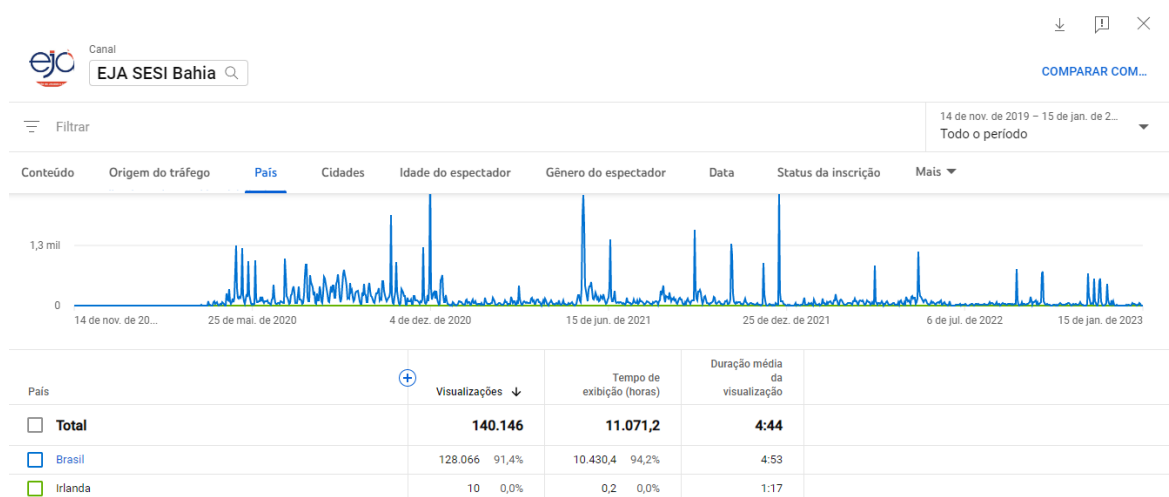 eja
Canal
EJA SESI Bahia
COMPARAR COM...
Filtrar
14 de nov. de 2019 – 15 de jan. de 2...
Todo o período
Conteúdo Origem do tráfego País Cidades Idade do espectador Gênero do espectador Data Status da inscrição Mais
1,3 mil
0
14 de nov. de 20... 25 de mai. de 2020 4 de dez. de 2020 15 de jun. de 2021 25 de dez. de 2021 6 de jul. de 2022 15 de jan. de 2023
País
Visualizações
Tempo de
exibição (horas)
Duração média
da
visualização
Total 140.146 11.071,2 4:44
Brasil 128.066 91,4% 10.430,4 94,2% 4:53
Irlanda 10 0,0% 0,2 0,0% 1:17